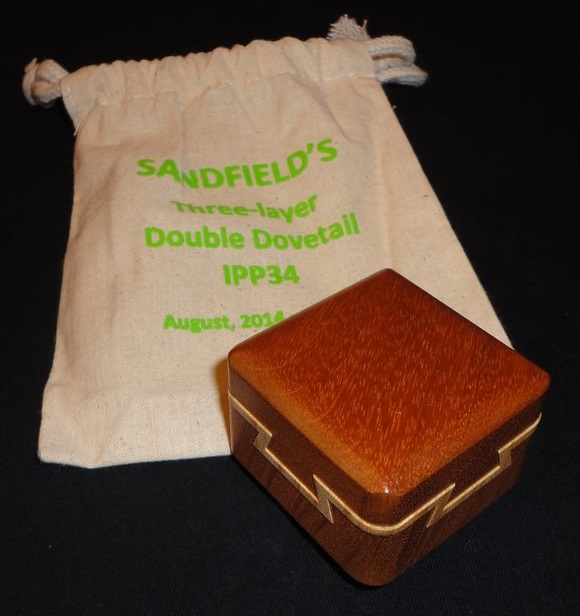 SANDFIELD'S
Three-layer
Double Dovetail
IPP34
August, 2014